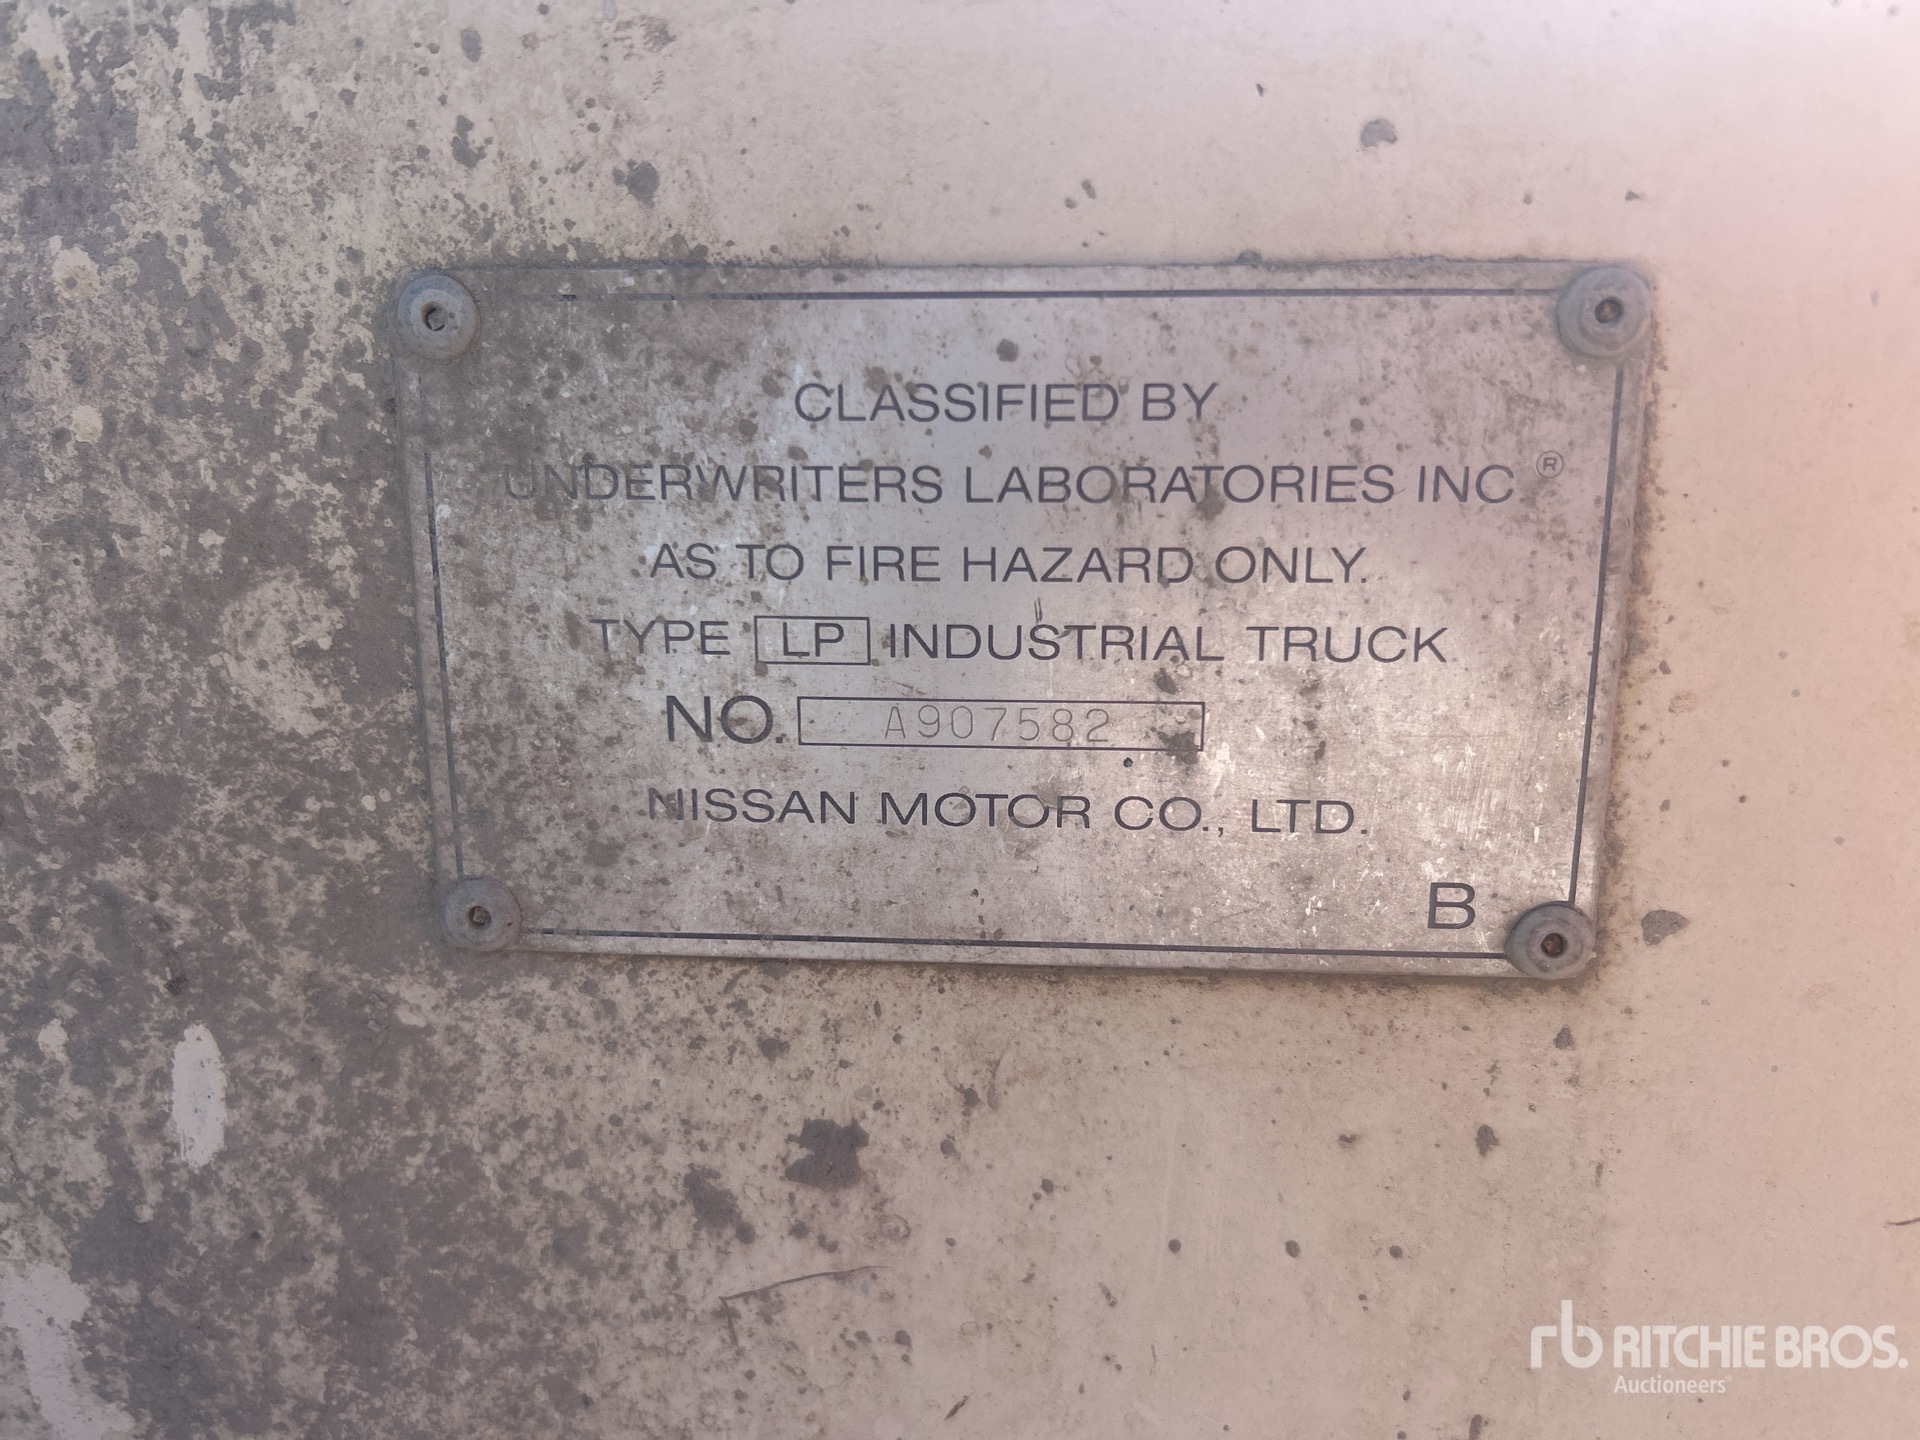 CLASSIFIED BY
UNDERWRITERS LABORATORIES INC ®
AS TO FIRE HAZARD ONLY.
TYPE LP INDUSTRIAL TRUCK
NO. A907582
NISSAN MOTOR CO., LTD.
B
rb RITCHIE BROS.
Auctioneers